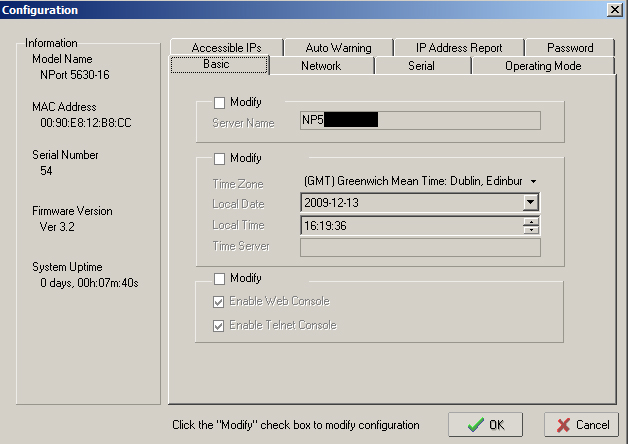 Configuration
Information
Model Name
NPort 5630-16
MAC Address
00:90:E8:12:B8:CC
Serial Number
54
Firmware Version
Ver 3.2
System Uptime
0 days, 00h:07m:40s
Accessible IPs Auto Warning IP Address Report Password
Basic Network Serial Operating Mode
Modify
Server Name NP5
Modify
Time Zone (GMT) Greenwich Mean Time: Dublin, Edinbur
Local Date 2009-12-13
Local Time 16:19:36
Time Server
Modify
Enable Web Console
Enable Telnet Console
Click the "Modify" check box to modify configuration OK Cancel